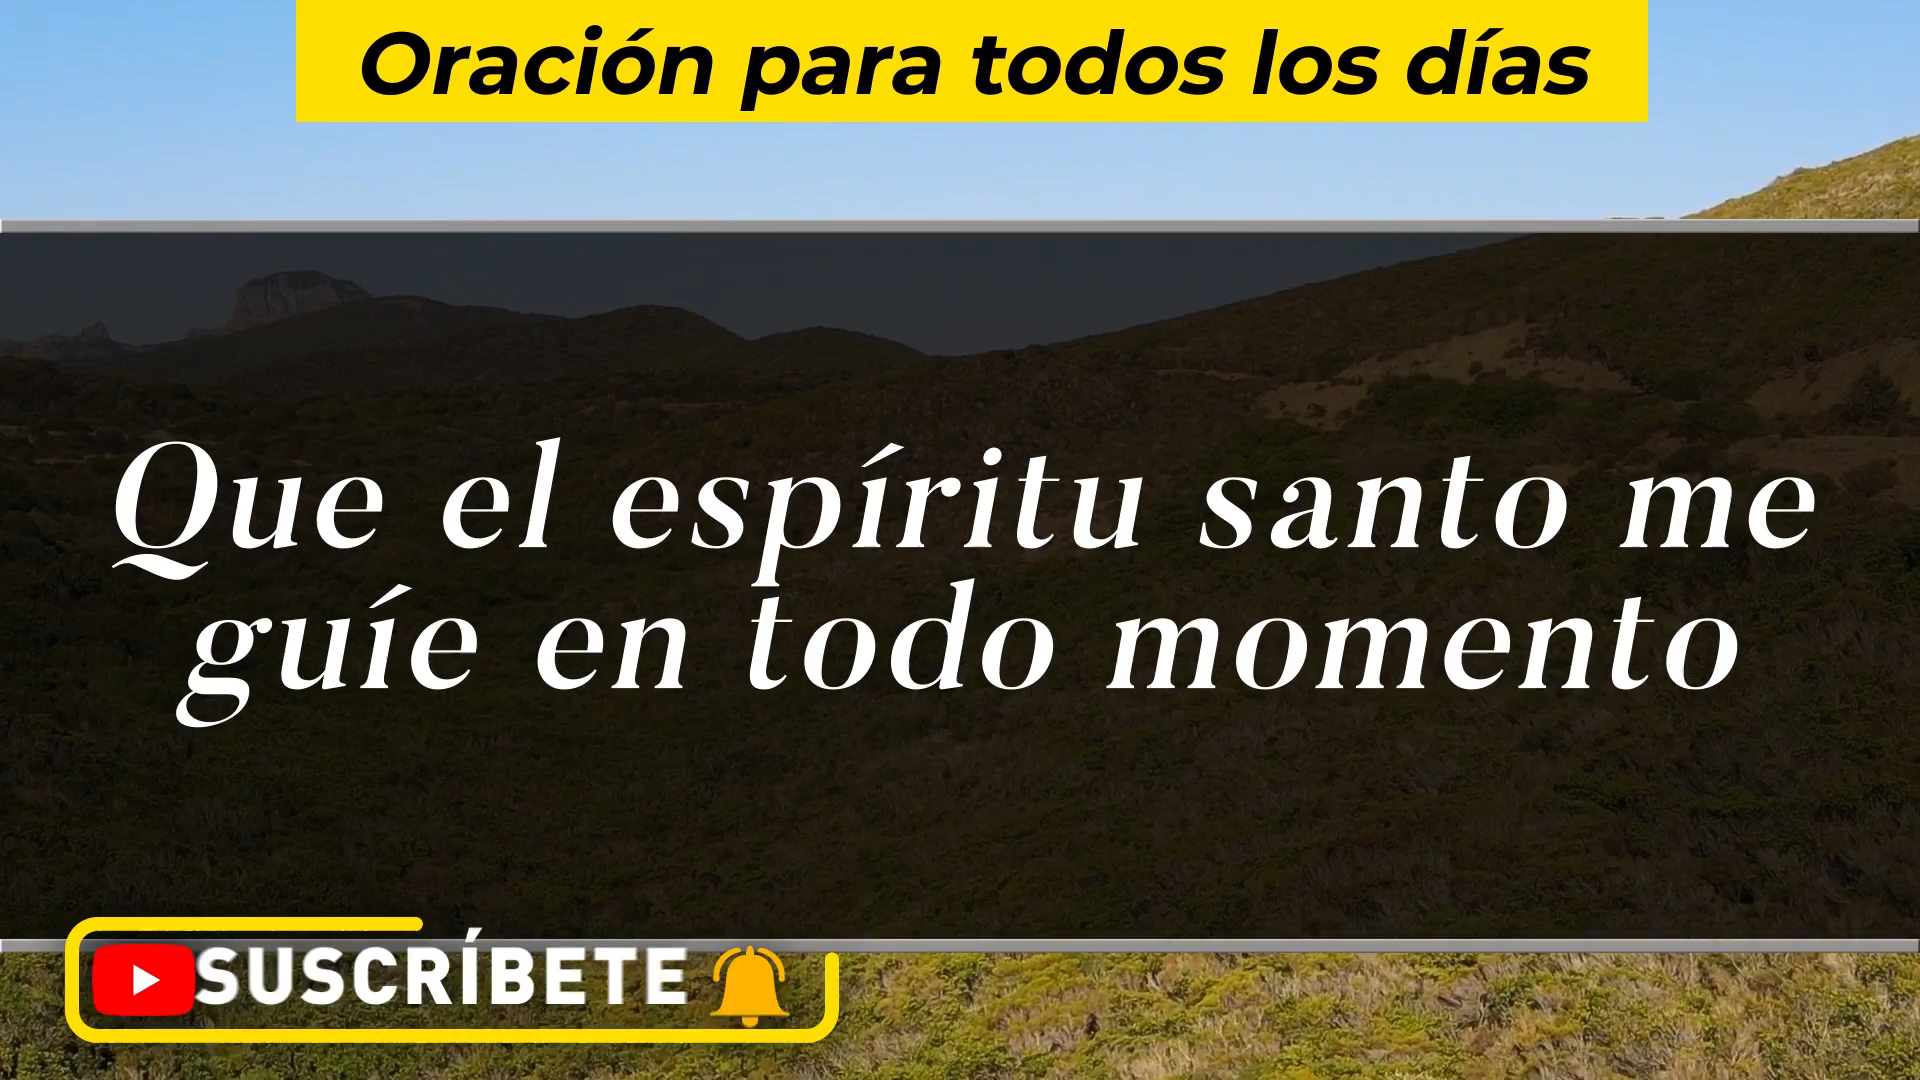 Oración para todos los días
Que el espíritu santo me
guíe en todo momento
SUSCRÍBETE